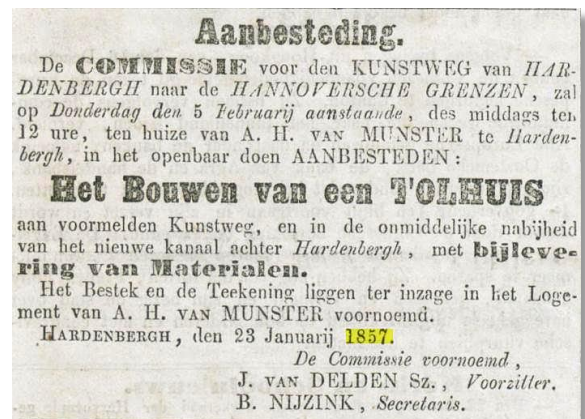 Aanbesteding.
De COMMISSIE voor den KUNSTWEG van HAR-
DENBERGH naar de HANNOVERSCHE GRENZEN, zal
op Donderdag den 5 Februarij aanstaande, des middags ten
12 ure, ten huize van A. H. VAN MUNSTER te Harden-
bergh, in het openbaar doen AANBESTEDEN:
Het Bouwen van een TOLHUIS
aan voormelden Kunstweg, en in de onmiddelijke nabijheid
van het nieuwe kanaal achter Hardenbergh, met bijleve-
ring van Materialen.
Het Bestek en de Teekening liggen ter inzage in het Loge-
ment van A. H. VAN MUNSTER voornoemd.
HARDENBERGH, den 23 Januarij 1857.
De Commissie voornoemd,
J. VAN DELDEN Sz., Voorzitter.
B. NIJZINK, Secretaris.